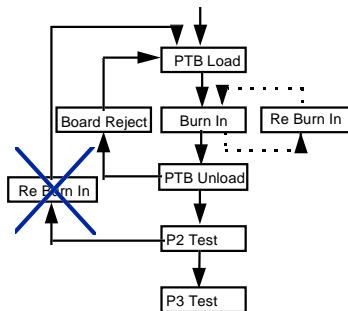 PTB Load
Board Reject
Burn In
Re Burn In
PTB Unload
Re Burn In
P2 Test
P3 Test